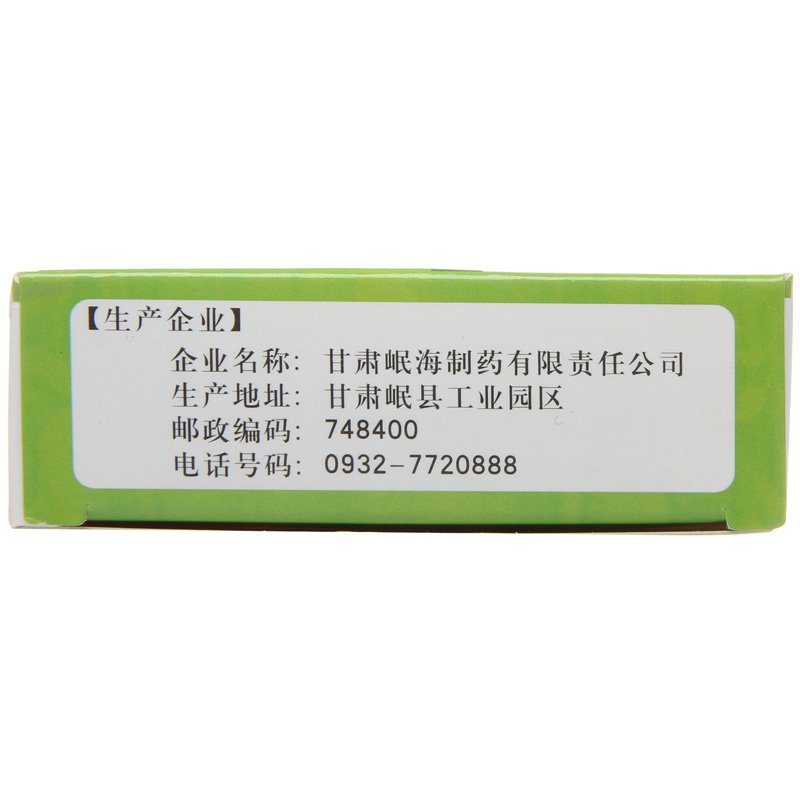 【生产企业】
企业名称: 甘肃岷海制药有限责任公司
生产地址: 甘肃岷县工业园区
邮政编码: 748400
电话号码: 0932-7720888